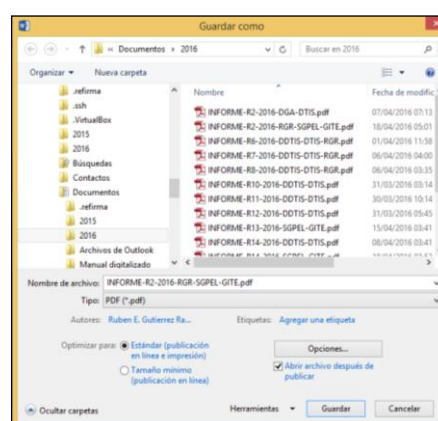 Guardar como
« Documentos › 2016
Buscar en 2016
Organizar
Nueva carpeta
.refirma
.ssh
.VirtualBox
2015
2016
Búsquedas
Contactos
Documentos
.refirma
2015
2016
Archivos de Outlook
Manual digitalizado
Nombre
Fecha de modific
INFORME-R2-2016-DGA-DTIS.pdf 07/04/2016 07:13
INFORME-R2-2016-RGR-SGPEL-GITE.pdf 18/04/2016 05:01
INFORME-R6-2016-DDTIS-DTIS-RGR.pdf 01/04/2016 11:58
INFORME-R7-2016-DDTIS-DTIS-RGR.pdf 06/04/2016 04:00
INFORME-R8-2016-DDTIS-DTIS-RGR.pdf 06/04/2016 03:35
INFORME-R10-2016-DDTIS-DTIS.pdf 31/03/2016 03:14
INFORME-R11-2016-DDTIS-DTIS.pdf 30/03/2016 10:14
INFORME-R12-2016-DDTIS-DTIS.pdf 31/03/2016 05:45
INFORME-R13-2016-SGPEL-GITE.pdf 15/04/2016 03:41
INFORME-R14-2016-DDTIS-DTIS.pdf 08/04/2016 03:41
Nombre de archivo: INFORME-R2-2016-RGR-SGPEL-GITE.pdf
Tipo: PDF (*.pdf)
Autores: Ruben E. Gutierrez Ra...
Etiquetas: Agregar una etiqueta
Optimizar para: Estándar (publicación
en línea e impresión)
Tamaño mínimo
(publicación en línea)
Opciones...
Abrir archivo después de
publicar
Ocultar carpetas
Herramientas
Guardar
Cancelar